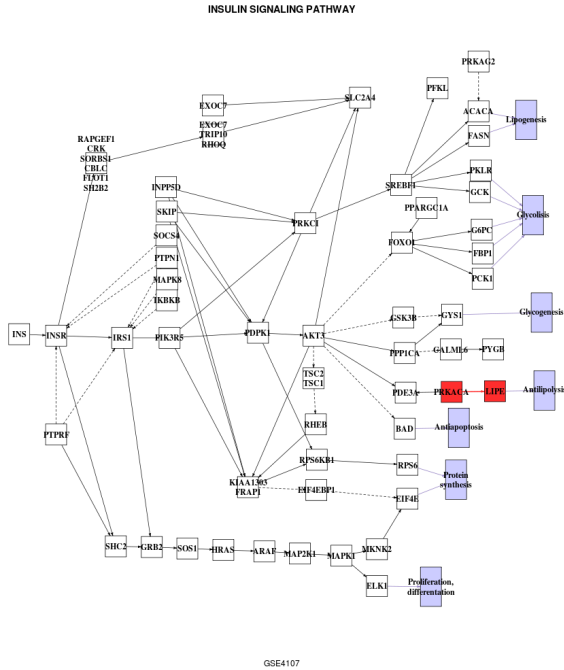 INSULIN SIGNALING PATHWAY
PRKAG2
PFKL
SLC2A4
EXOC7
ACACA
Lipogenesis
EXOC7
TRIP10
RHOQ
FASN
RAPGEF1
CRK
SORBS1
CBLC
FLOT1
SH2B2
PKLR
INPP5D
SREBF1
GCK
SKIP
PPARGC1A
Glycolisis
PRKCI
G6PC
SOCS4
FOXO1
FBP1
PTPN1
MAPK8
PCK1
IKBKB
Glycogenesis
GSK3B
GYS1
INS
INSR
IRS1
PIK3R5
PDPK1
AKT3
PPP1CA
GALML6
PYGB
TSC2
TSC1
PDE3A
PRKACA
LIPE
Antilipolysis
RHEB
BAD
Antiapoptosis
PTPRF
RPS6KB1
RPS6
Protein
synthesis
KIAA1303
FRAP1
EIF4EBP1
EIF4E
SHC2
GRB2
SOS1
HRAS
ARAF
MAP2K1
MAPK1
MKNK2
ELK1
Proliferation,
differentation
GSE4107